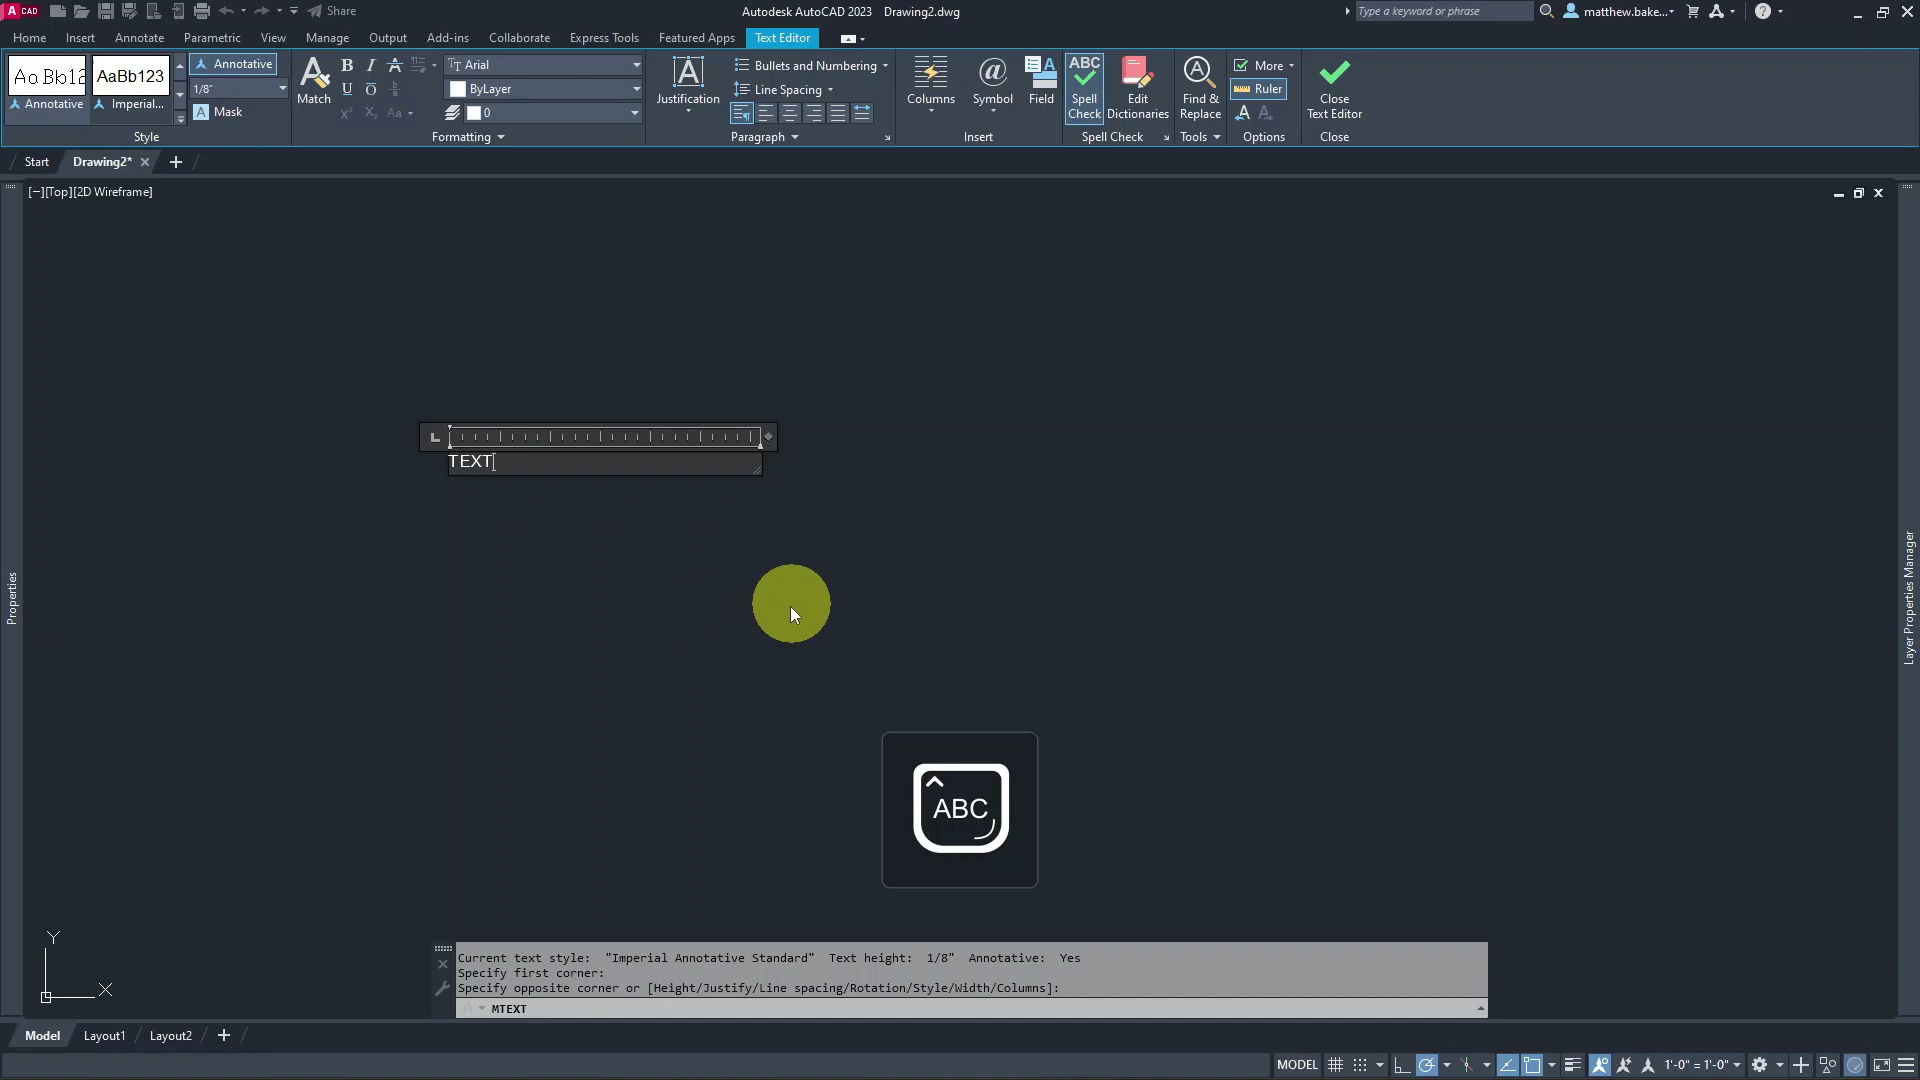 A CAD
Share
Autodesk AutoCAD 2023 Drawing2.dwg
Type a keyword or phrase
matthew.bake...
Home Insert Annotate Parametric View Manage Output Add-ins Collaborate Express Tools Featured Apps Text Editor
Ao Bb12 AaBb123
Annotative Imperial...
Annotative
1/8"
A Mask
Style
Match
B I A
U O b/a
X² X₂ Aa
Arial
ByLayer
0
Formatting
Justification
Bullets and Numbering
Line Spacing
Paragraph
Columns
@ Symbol
Field
Insert
ABC
Spell
Check
Edit
Dictionaries
Spell Check
Find &
Replace
Tools
More
Ruler
Options
Close
Text Editor
Close
Start Drawing2*
[−][Top][2D Wireframe]
TEXT
Properties
Layer Properties Manager
ABC
Y
X
Current text style: "Imperial Annotative Standard" Text height: 1/8" Annotative: Yes
Specify first corner:
Specify opposite corner or [Height/Justify/Line spacing/Rotation/Style/Width/Columns]:
MTEXT
Model Layout1 Layout2
MODEL 1'-0" = 1'-0"